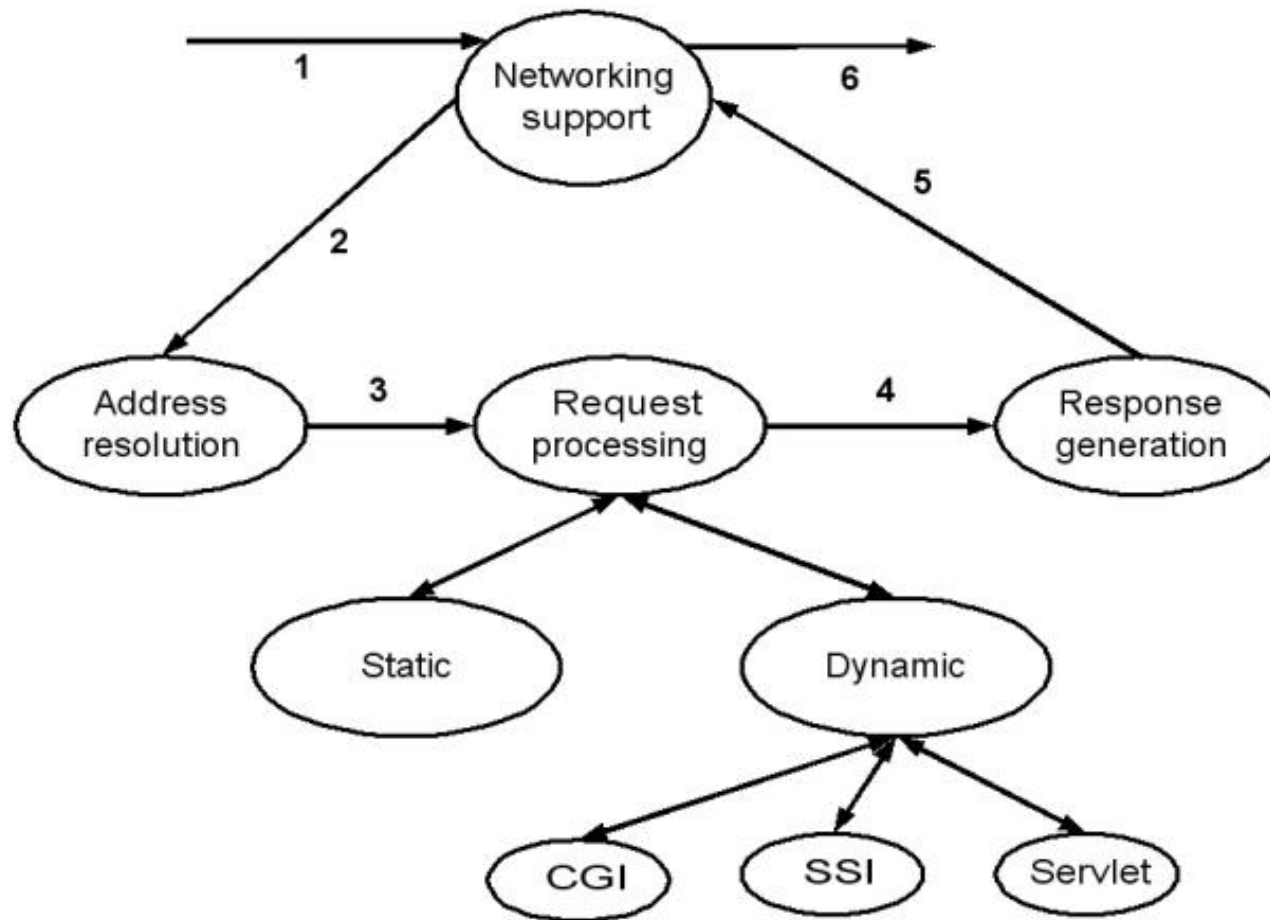 1
Networking
support
6
2
5
Address
resolution
3
Request
processing
4
Response
generation
Static
Dynamic
CGI
SSI
Servlet